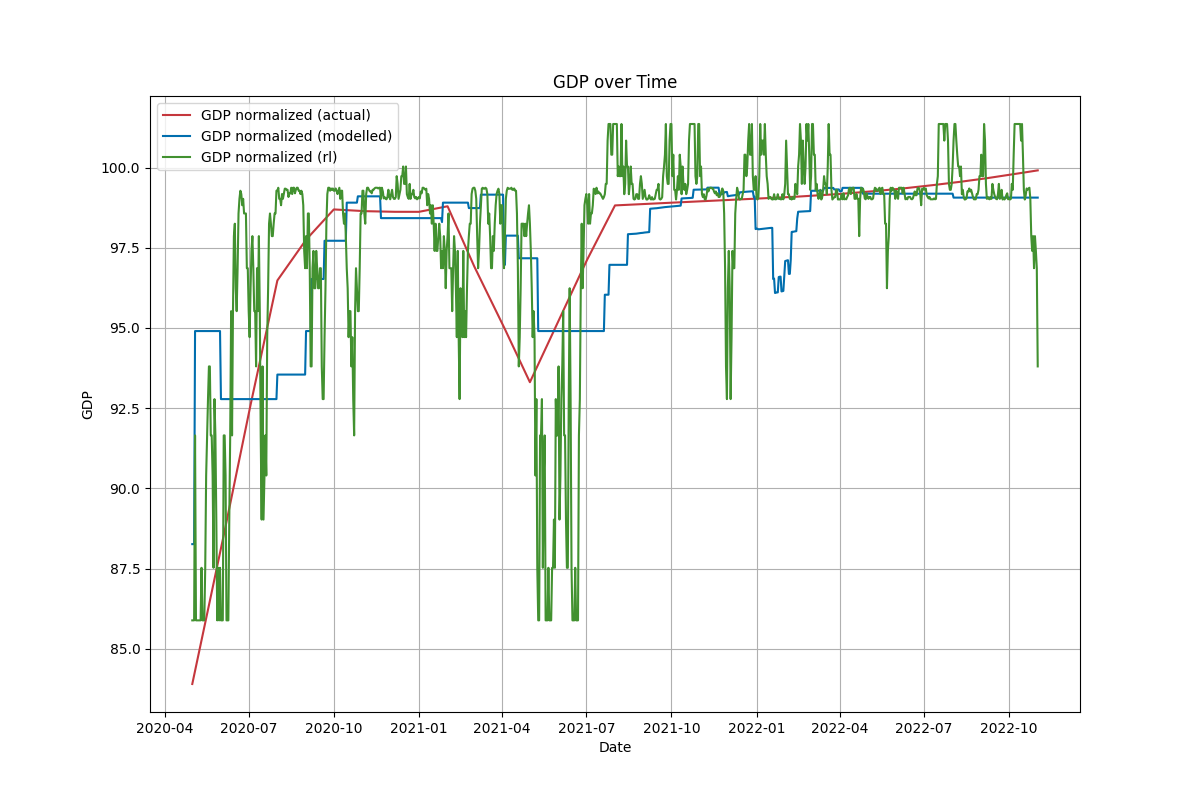 GDP over Time
GDP normalized (actual)
GDP normalized (modelled)
GDP normalized (rl)
100.0
97.5
95.0
92.5
90.0
87.5
85.0
GDP
2020-04 2020-07 2020-10 2021-01 2021-04 2021-07 2021-10 2022-01 2022-04 2022-07 2022-10
Date